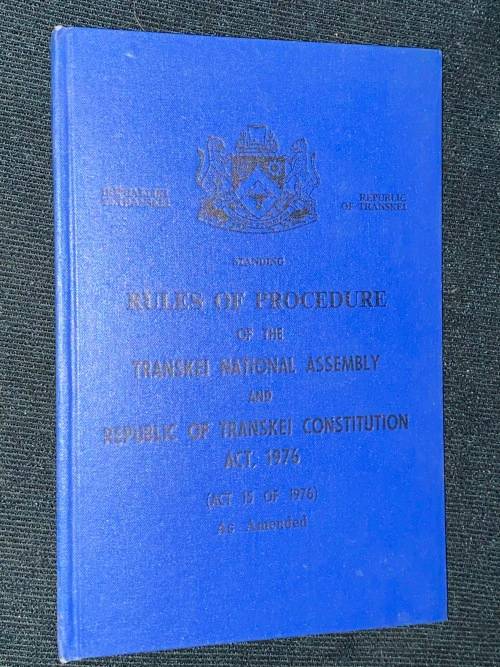 REPUBLIC
OF TRANSKEI
STANDING
RULES OF PROCEDURE
OF THE
TRANSKEI NATIONAL ASSEMBLY
AND
REPUBLIC OF TRANSKEI CONSTITUTION
ACT, 1976
(ACT 15 OF 1976)
As Amended